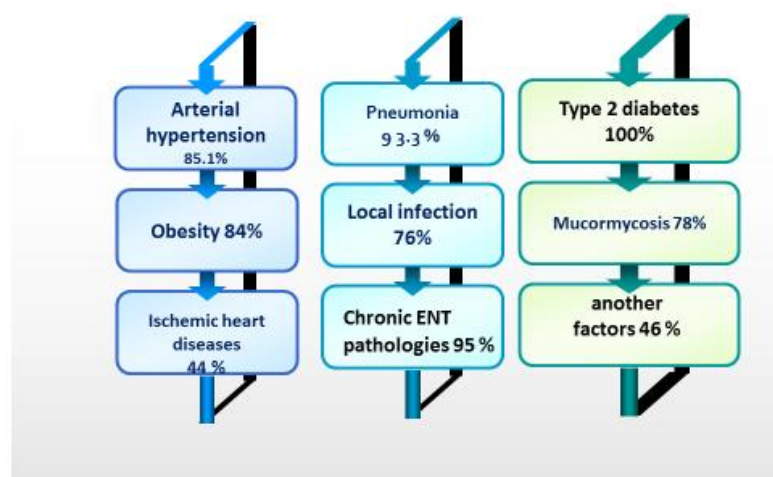 Arterial
hypertension
85.1%
Obesity 84%
Ischemic heart
diseases
44 %
Pneumonia
9 3.3 %
Local infection
76%
Chronic ENT
pathologies 95 %
Type 2 diabetes
100%
Mucormycosis 78%
another
factors 46 %